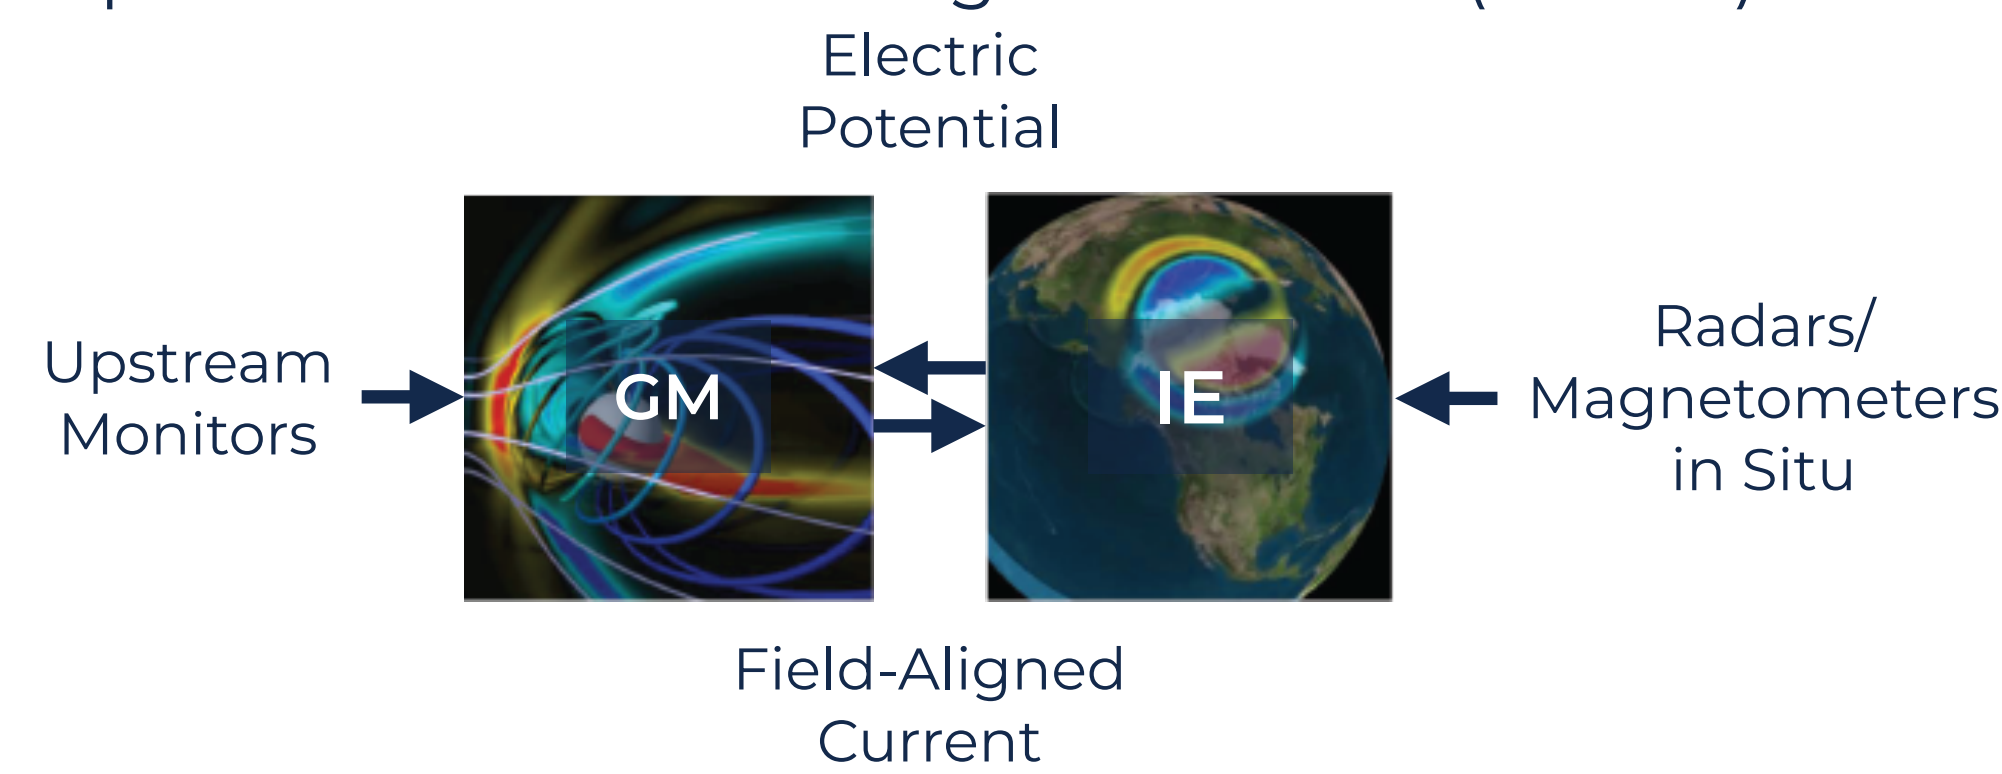 Electric
Potential
Upstream
Monitors
GM
IE
Radars/
Magnetometers
in Situ
Field-Aligned
Current